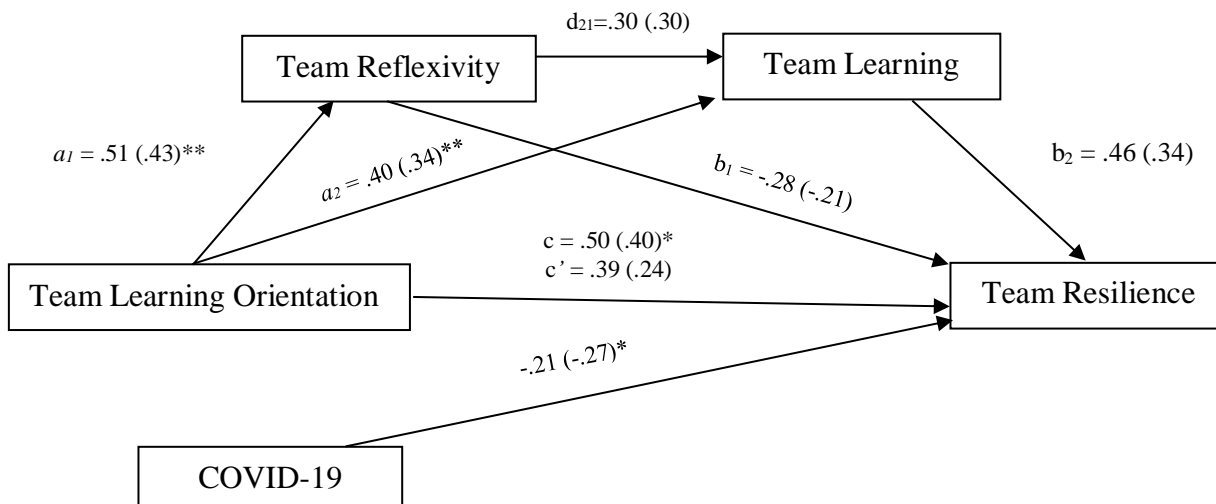 d₂₁=.30 (.30)
Team Reflexivity
Team Learning
a₁ = .51 (.43)**
a₂ = .40 (.34)**
b₁ = -.28 (-.21)
b₂ = .46 (.34)
c = .50 (.40)*
c’ = .39 (.24)
Team Learning Orientation
Team Resilience
-.21 (-.27)*
COVID-19